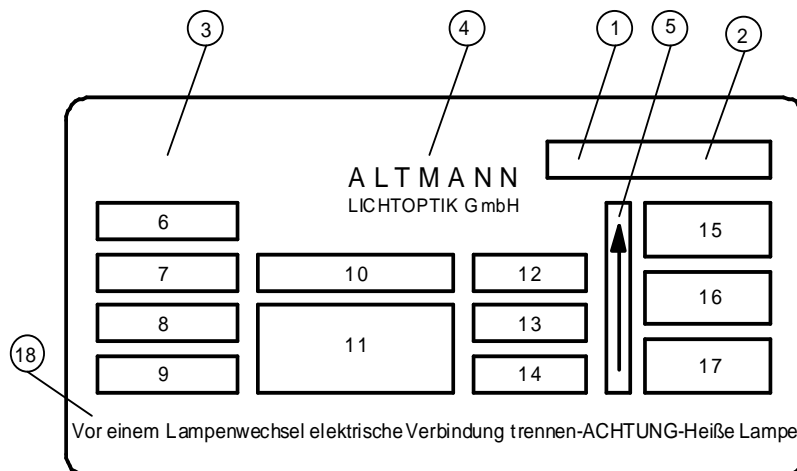 3 4 1 5 2
ALTMANN
LICHTOPTIK GmbH
6 15
7 10 12
16
8 11 13
9 14 17
18
Vor einem Lampenwechsel elektrische Verbindung trennen-ACHTUNG-Heiße Lampe